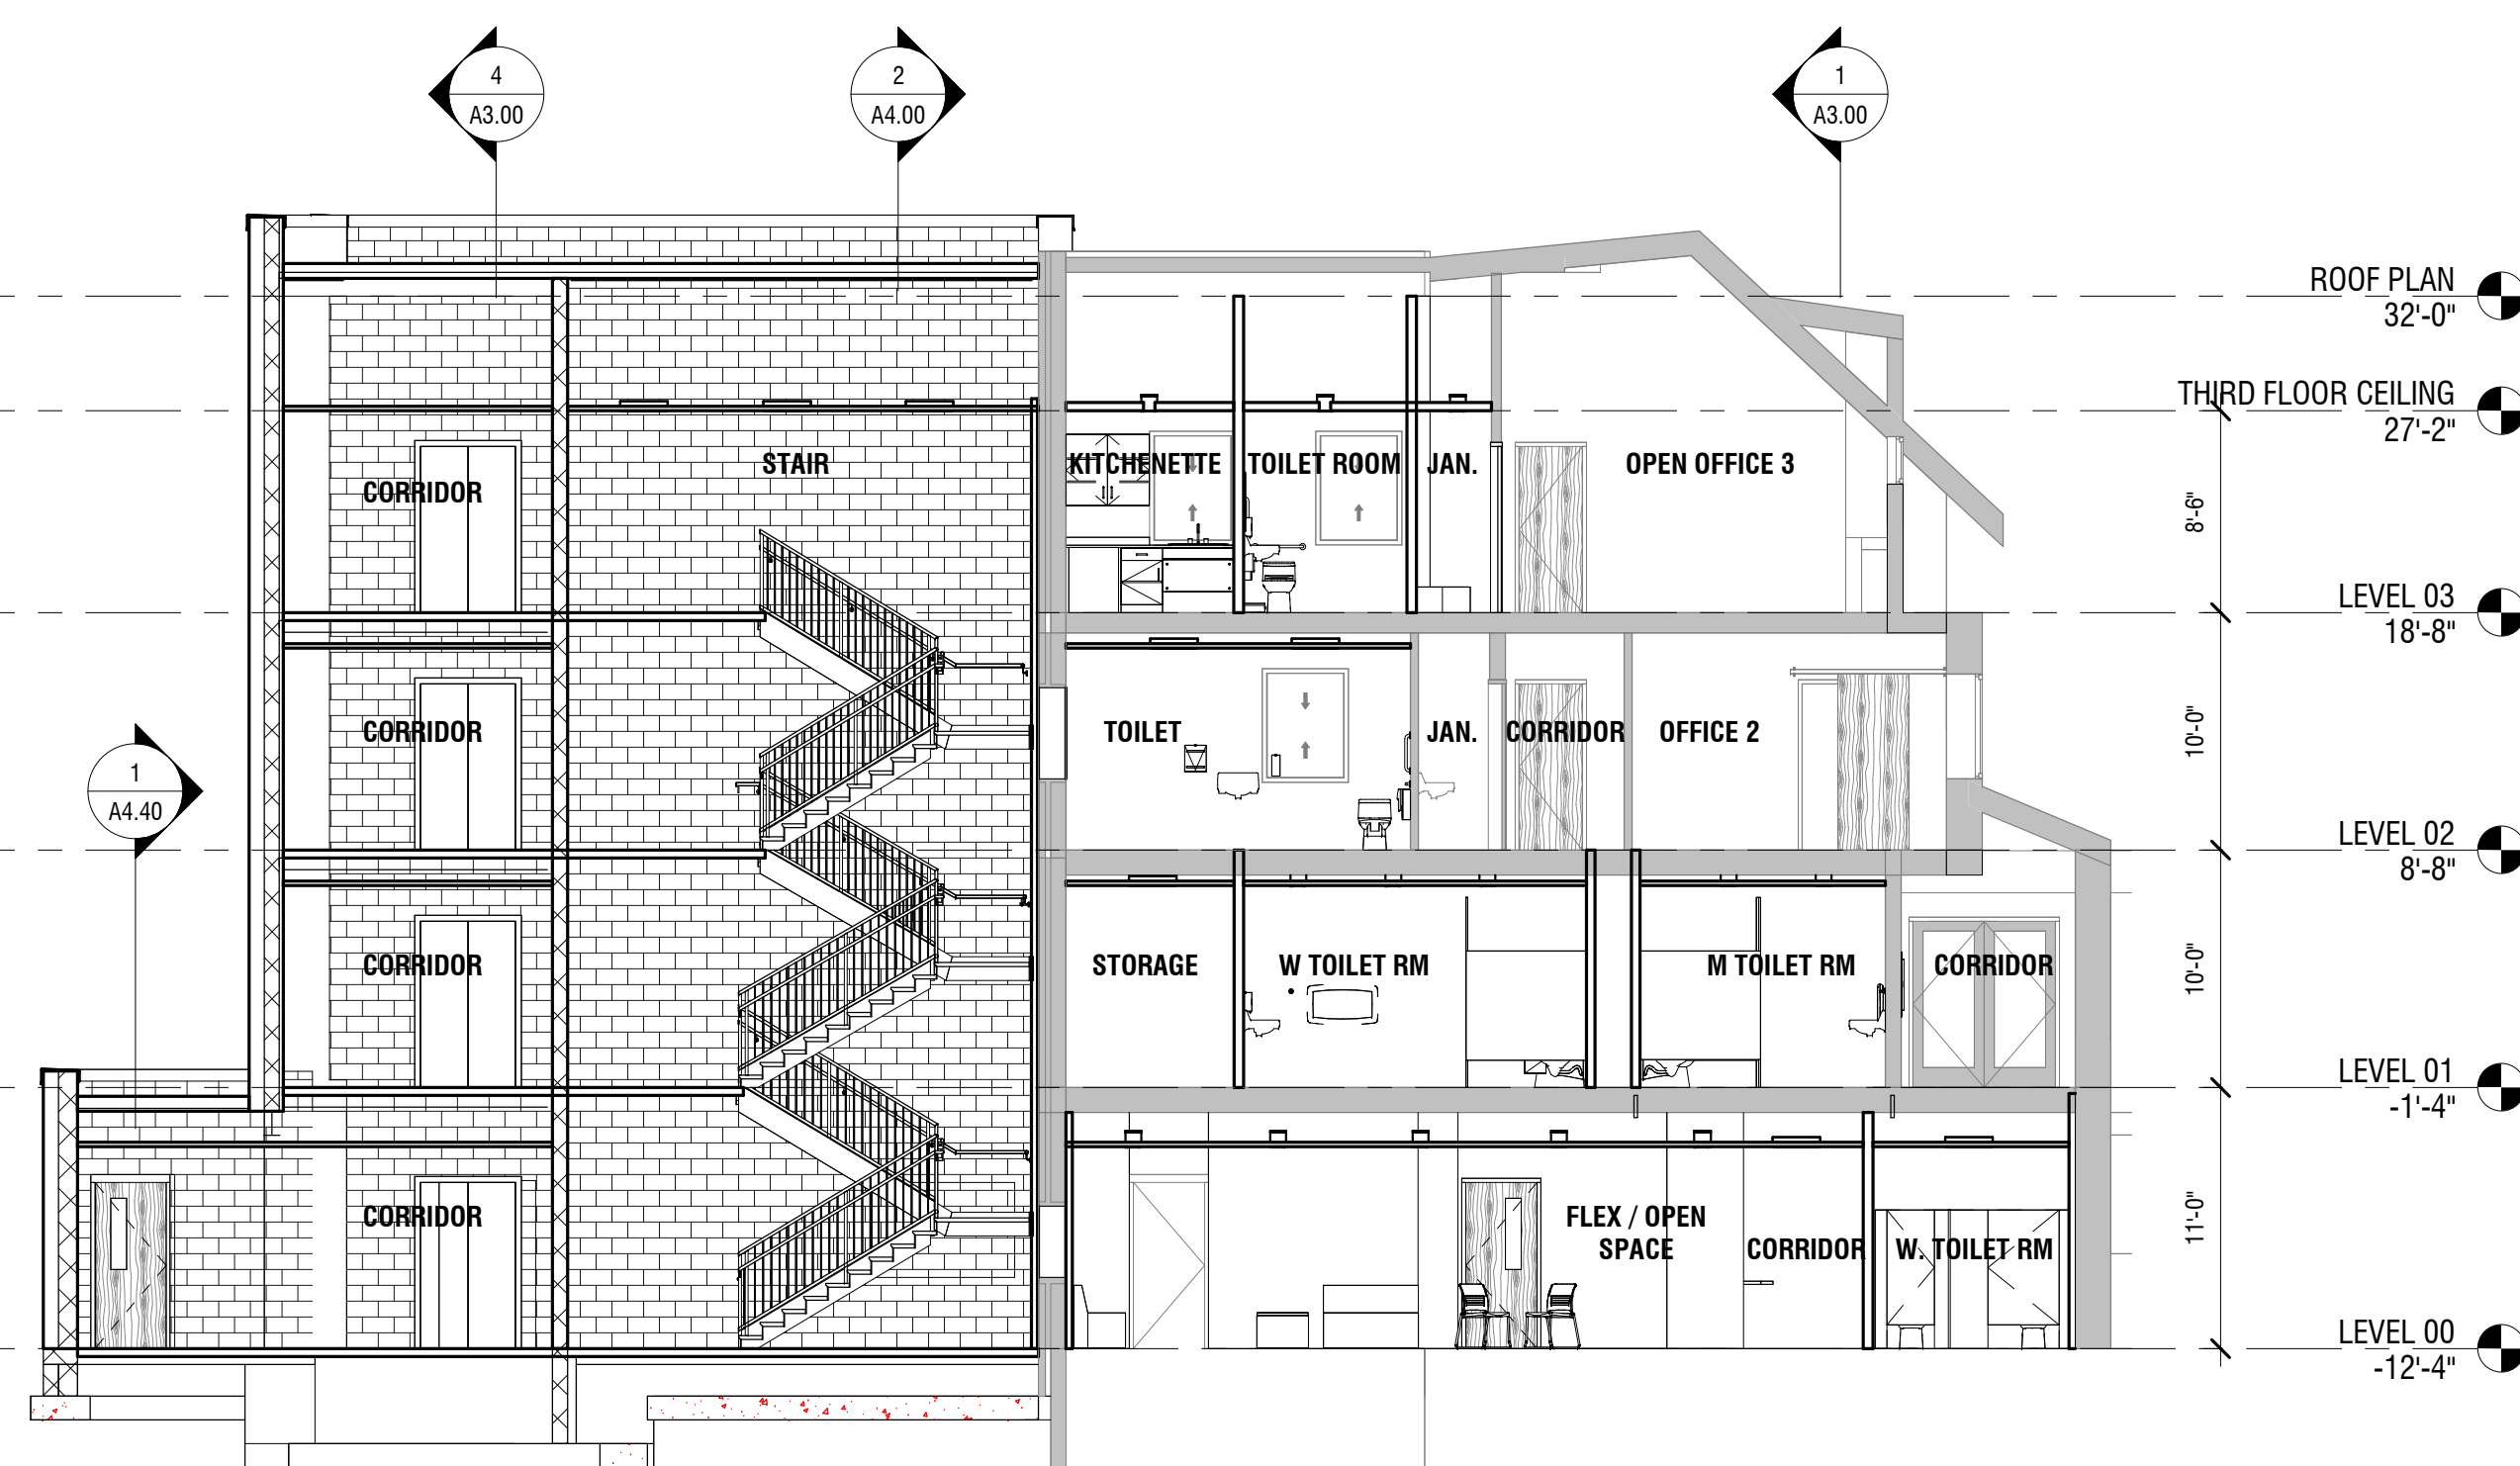 4
A3.00
2
A4.00
1
A3.00
ROOF PLAN
32'-0"
THIRD FLOOR CEILING
27'-2"
STAIR
KITCHENETTE
TOILET ROOM
JAN.
OPEN OFFICE 3
CORRIDOR
8'-6"
LEVEL 03
18'-8"
CORRIDOR
TOILET
JAN.
CORRIDOR
OFFICE 2
10'-0"
1
A4.40
LEVEL 02
8'-8"
CORRIDOR
STORAGE
W TOILET RM
M TOILET RM
CORRIDOR
10'-0"
LEVEL 01
-1'-4"
CORRIDOR
FLEX / OPEN
SPACE
CORRIDOR
W. TOILET RM
11'-0"
LEVEL 00
-12'-4"